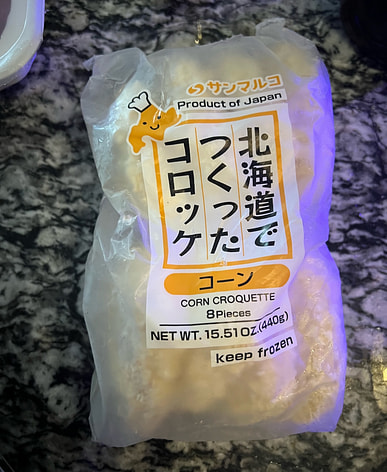 サンマルコ
Product of Japan
北海道で
つくった
コロッケ
コーン
CORN CROQUETTE
8Pieces
NET WT. 15.51OZ.(440g)
keep frozen